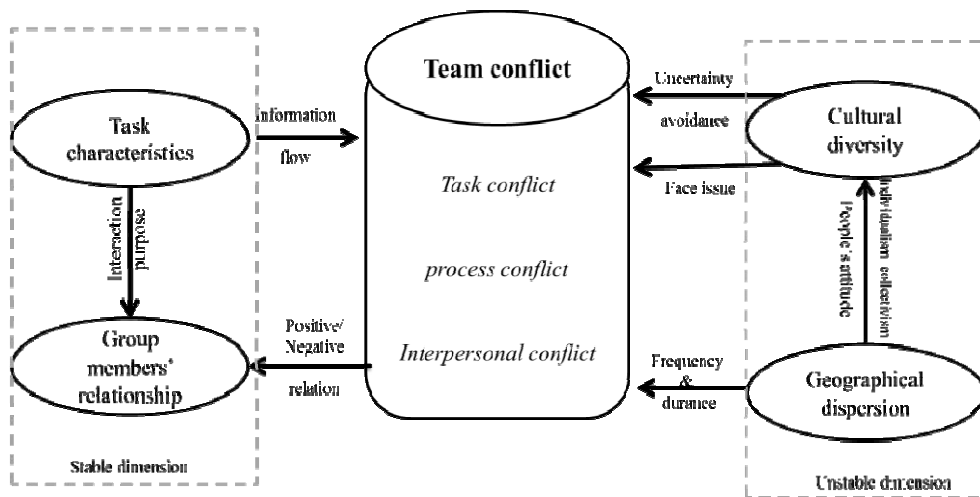 Team conflict
Task conflict
process conflict
Interpersonal conflict
Task
characteristics
Information
flow
Interaction
purpose
Group
members'
relationship
Positive/
Negative
relation
Stable dimension
Uncertainty
avoidance
Cultural
diversity
Face issue
Individualism collectivism
People's attitude
Frequency
&
durance
Geographical
dispersion
Unstable dimension